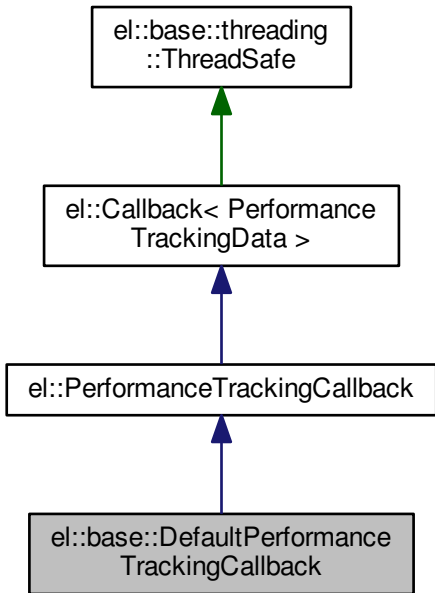 el::base::threading
::ThreadSafe
el::Callback< Performance
TrackingData >
el::PerformanceTrackingCallback
el::base::DefaultPerformance
TrackingCallback